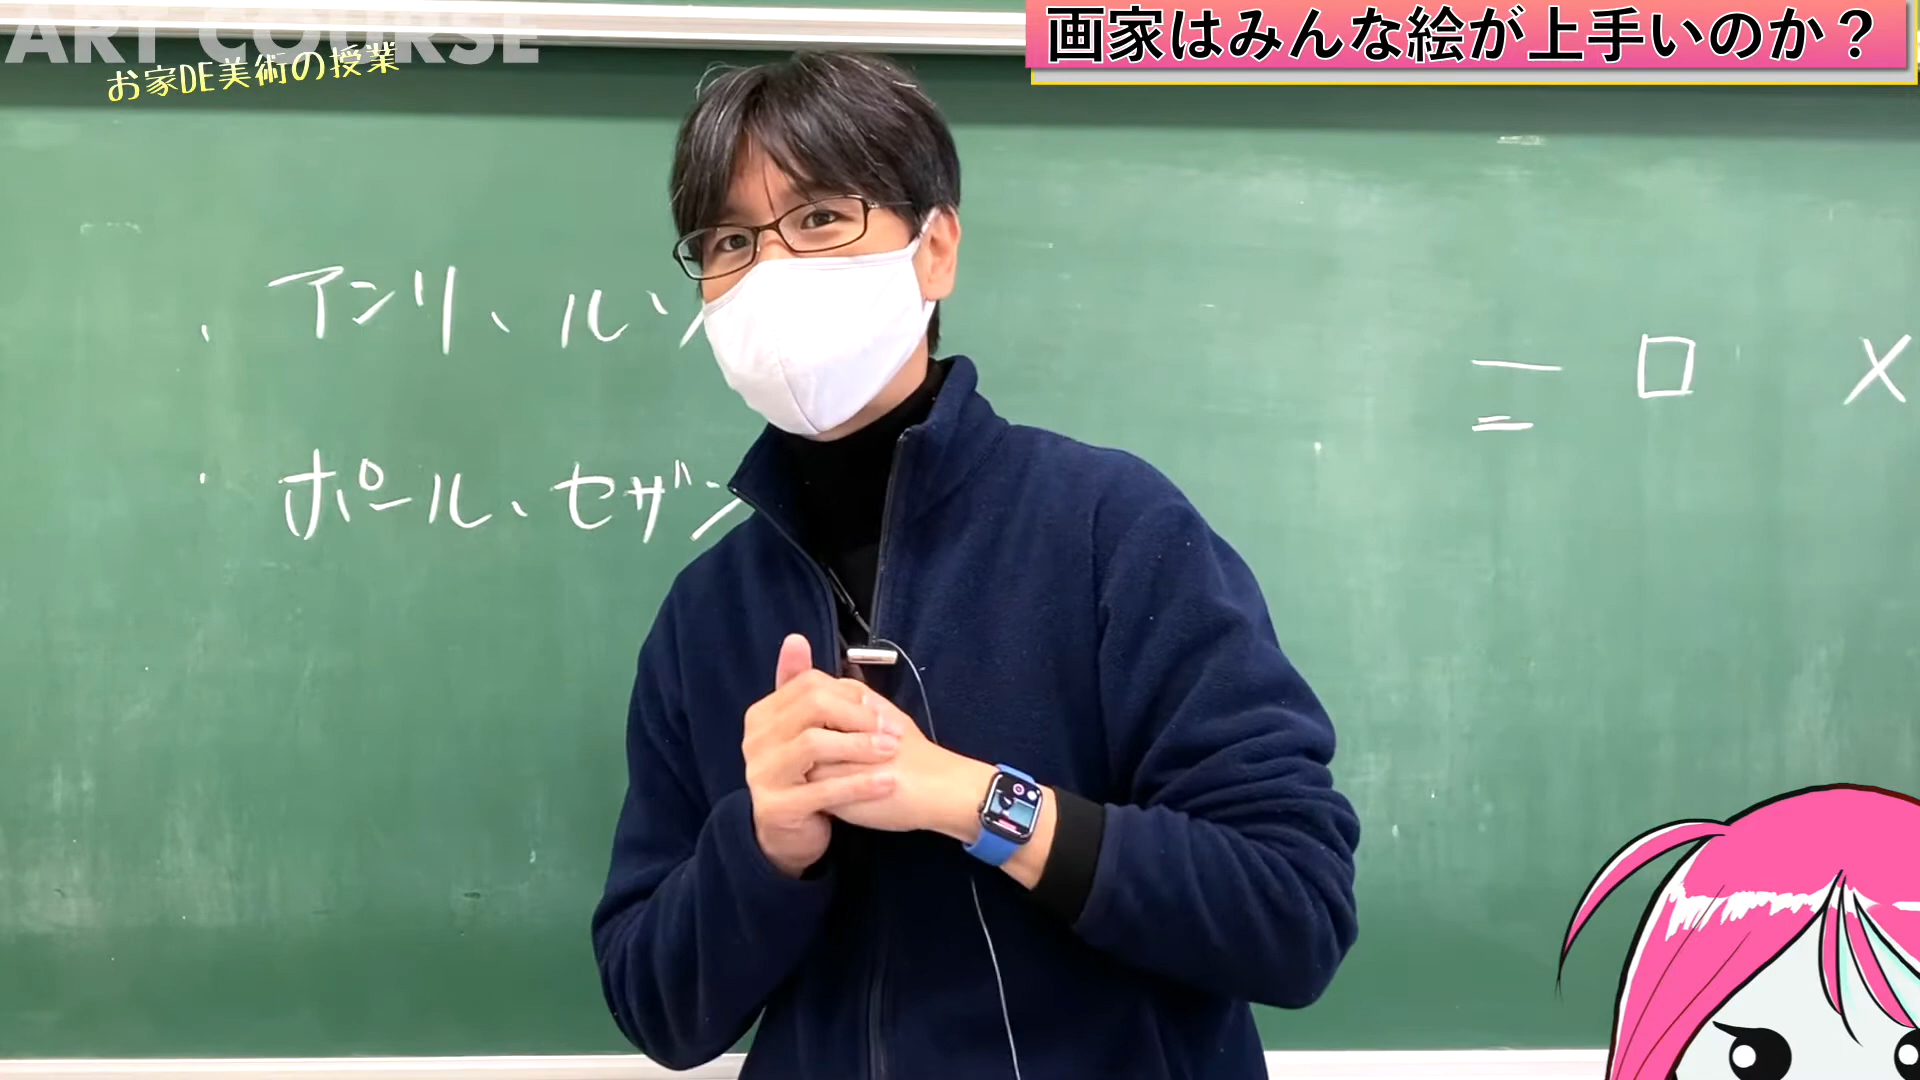 ART COURSE
お家DE美術の授業
画家はみんな絵が上手いのか？
・アンリ、ルソ
・ポール、セザン
= ロ ×